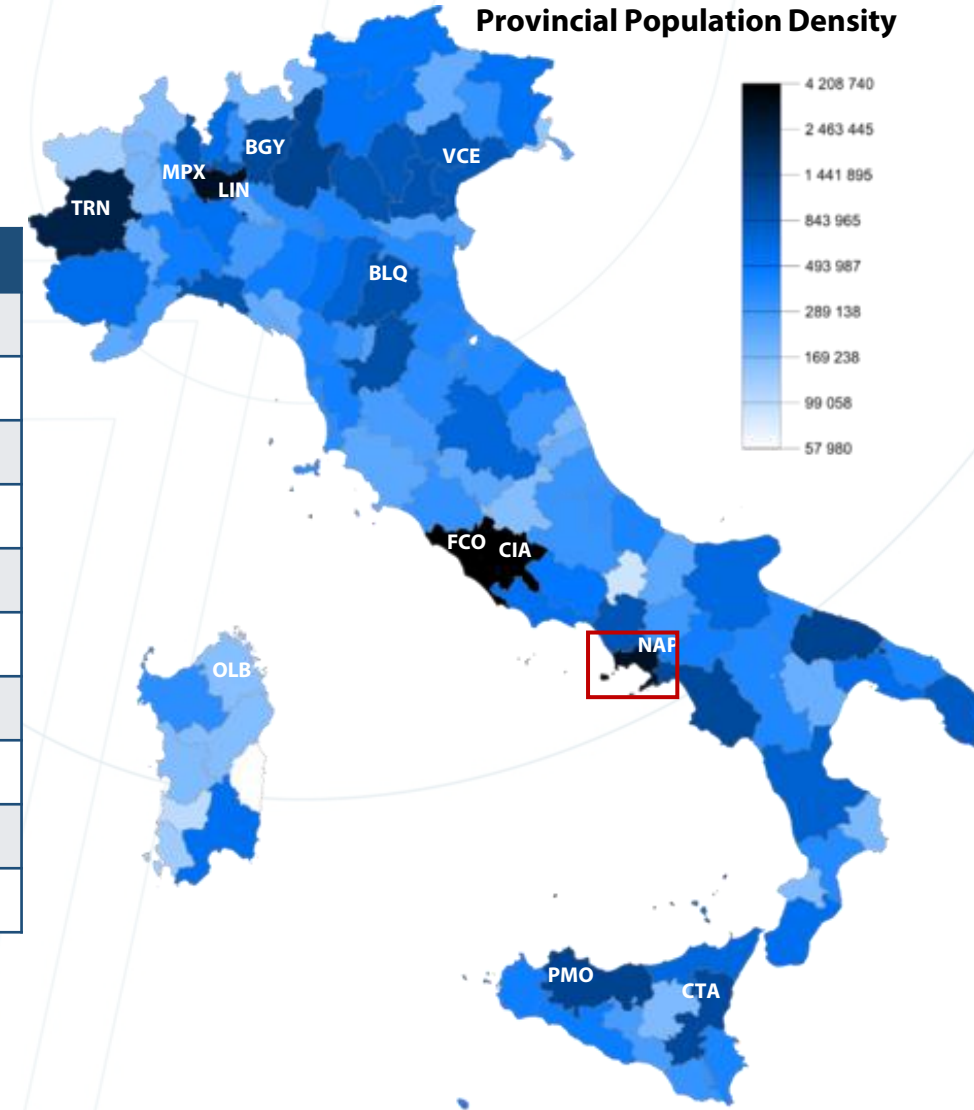 Provincial Population Density
4 208 740
2 463 445
1 441 895
843 965
493 987
289 138
169 238
99 058
57 980
BGY
VCE
MPX
LIN
TRN
BLQ
FCO
CIA
NAP
OLB
PMO
CTA